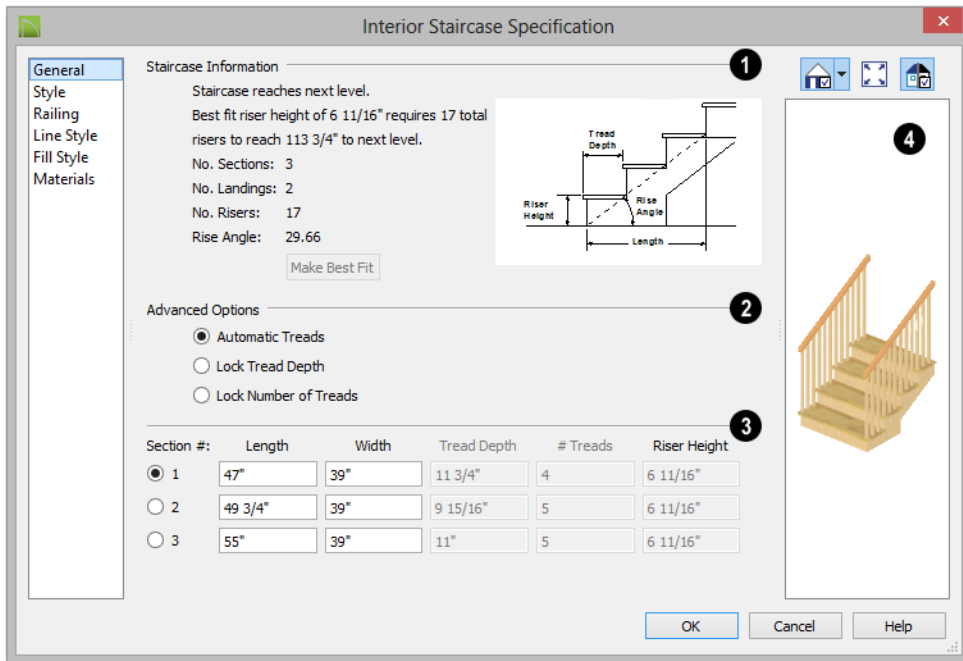 Interior Staircase Specification
×
General
Style
Railing
Line Style
Fill Style
Materials
Staircase Information
1
Staircase reaches next level.
Best fit riser height of 6 11/16" requires 17 total
risers to reach 113 3/4" to next level.
No. Sections: 3
No. Landings: 2
No. Risers: 17
Rise Angle: 29.66
Make Best Fit
Tread
Depth
Riser
Height
Rise
Angle
Length
Advanced Options
2
Automatic Treads
Lock Tread Depth
Lock Number of Treads
3
Section #: Length Width Tread Depth # Treads Riser Height
1 47" 39" 11 3/4" 4 6 11/16"
2 49 3/4" 39" 9 15/16" 5 6 11/16"
3 55" 39" 11" 5 6 11/16"
4
OK Cancel Help